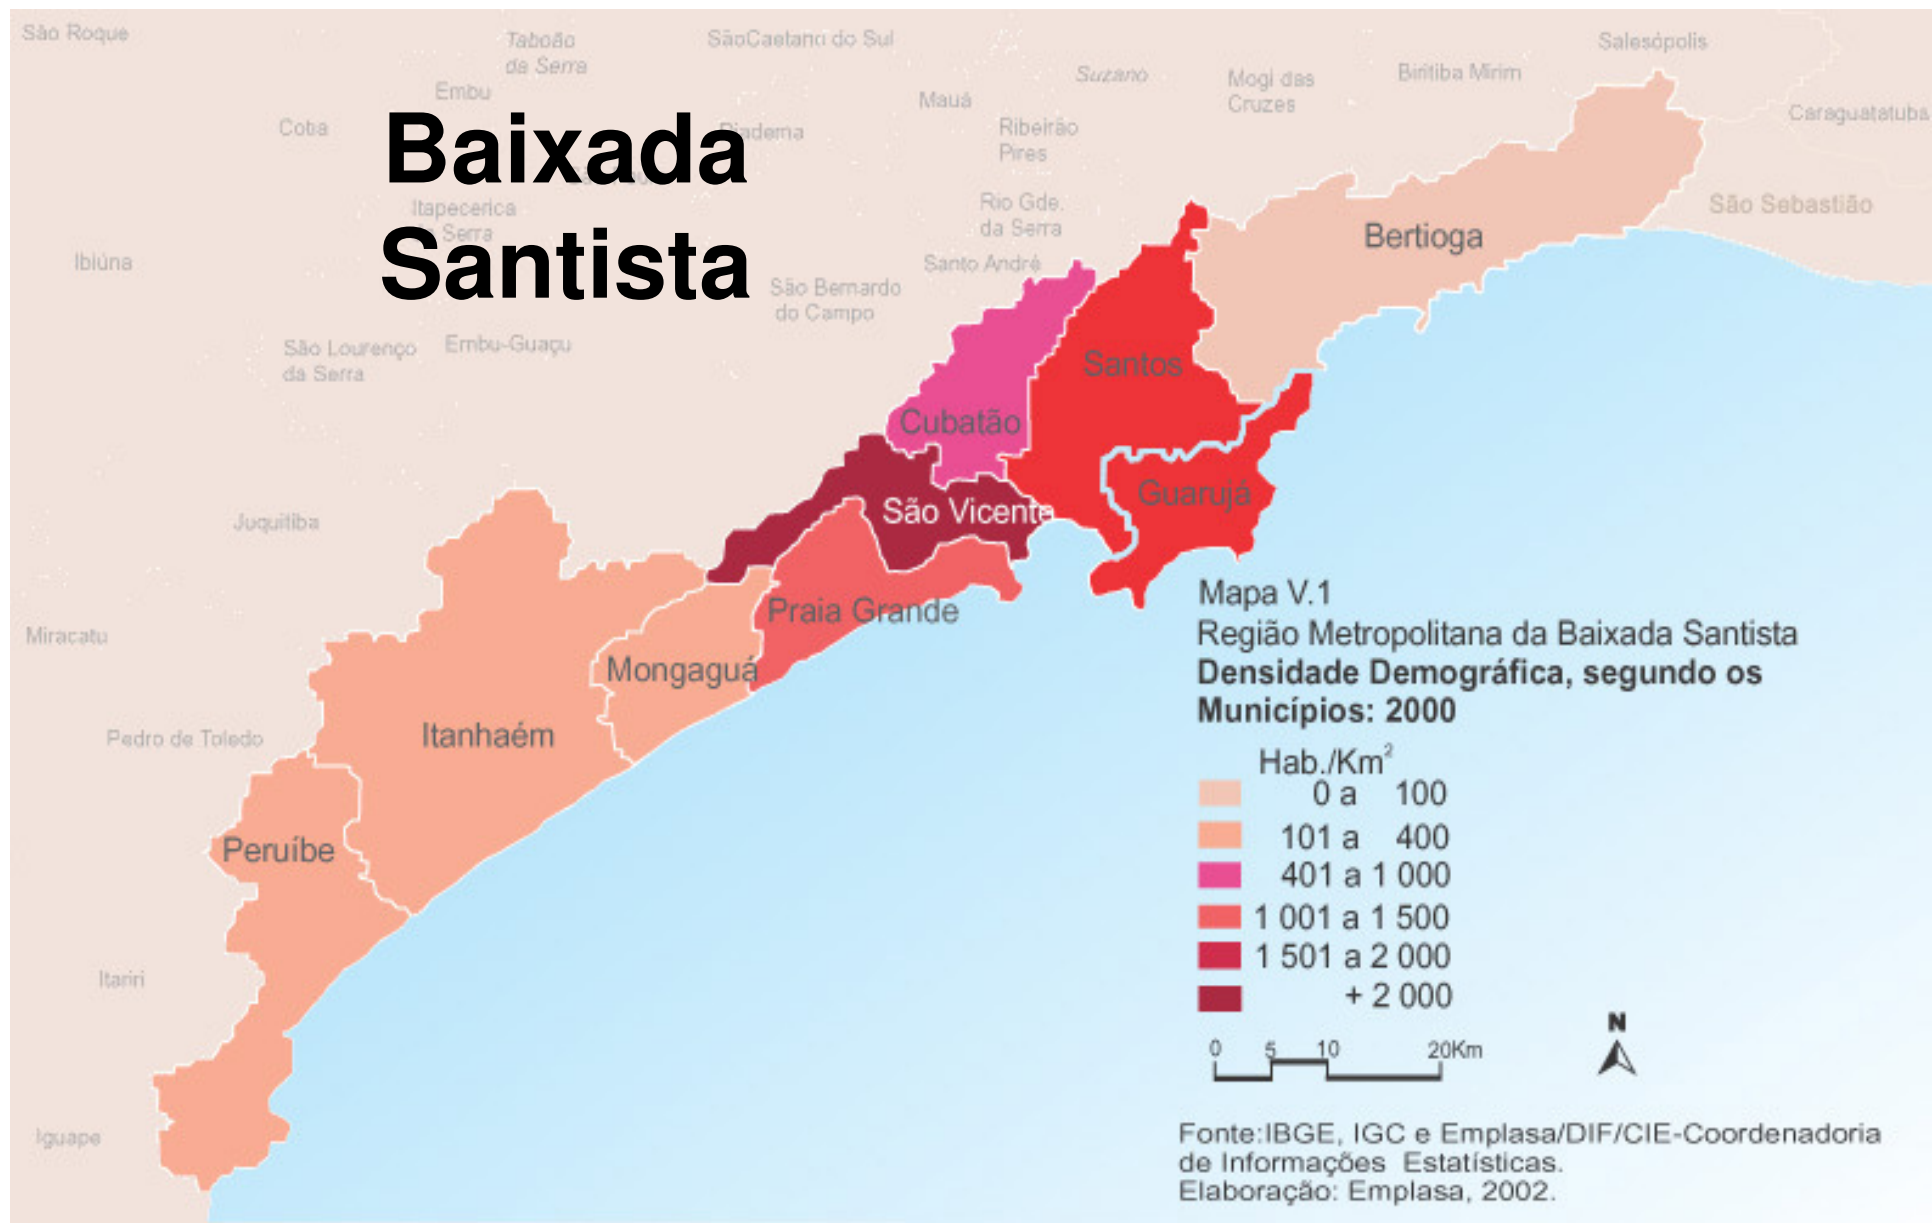 São Roque
Taboão
da Serra
SãoCaetano do Sul
Salesópolis
Embu
Suzano
Mogi das
Cruzes
Biritiba Mirim
Mauá
Caraguatatuba
Cotia
Baixada
Diadema
Ribeirão
Pires
Itapecerica
Serra
Rio Gde.
da Serra
São Sebastião
Bertioga
Santista
Ibiúna
Santo André
São Bernardo
do Campo
São Lourenço
da Serra
Embu-Guaçu
Santos
Cubatão
Guarujá
São Vicente
Juquitiba
Mapa V.1
Praia Grande
Região Metropolitana da Baixada Santista
Miracatu
Mongaguá
Densidade Demográfica, segundo os
Municípios: 2000
Pedro de Toledo
Itanhaém
Hab./Km²
0 a 100
101 a 400
Peruíbe
401 a 1 000
1 001 a 1 500
1 501 a 2 000
Itariri
+ 2 000
N
0 5 10 20Km
Iguape
Fonte:IBGE, IGC e Emplasa/DIF/CIE-Coordenadoria
de Informações Estatísticas.
Elaboração: Emplasa, 2002.